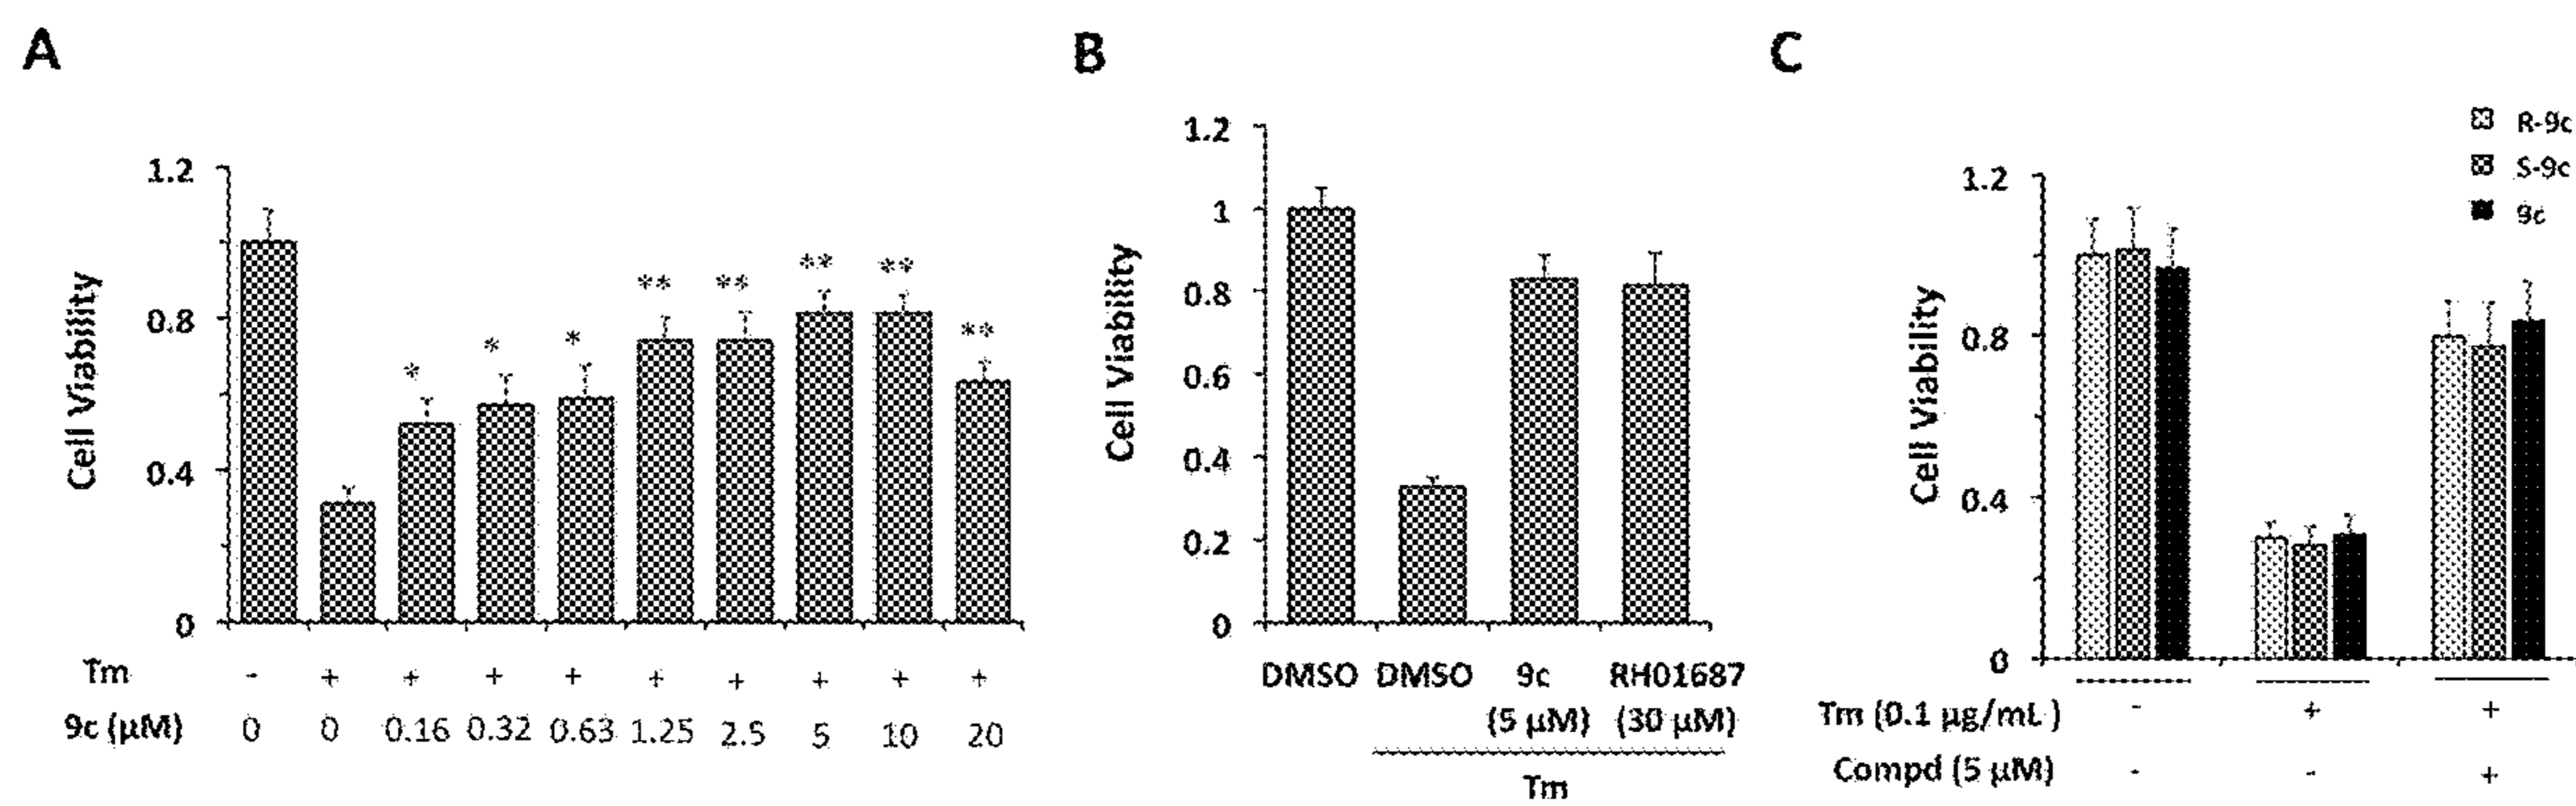 A
Cell Viability
1.2
0.8
0.4
0
* * * ** ** ** ** **
Tm - + + + + + + + + +
9c (μM) 0 0 0.16 0.32 0.63 1.25 2.5 5 10 20
B
Cell Viability
1.2
1
0.8
0.6
0.4
0.2
0
DMSO DMSO 9c RH01687
(5 μM) (30 μM)
Tm
C
R-9c
S-9c
9c
Cell Viability
1.2
0.8
0.4
0
Tm (0.1 μg/mL) - + +
Compd (5 μM) - - +